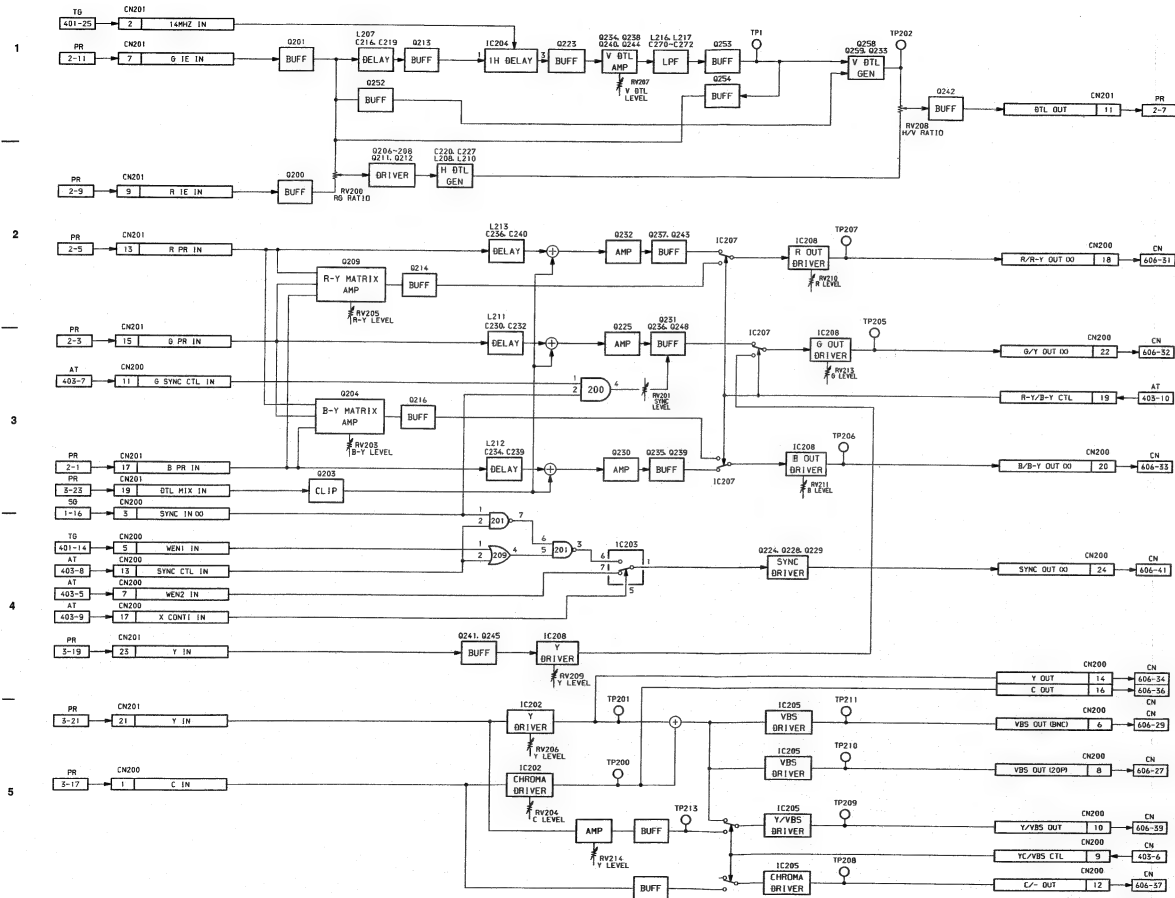 TG
CN201
401-25
2
14MHZ IN
1
PR
CN201
2-11
7
G IE IN
Q201
BUFF
L207
C216, C219
DELAY
Q213
BUFF
IC204
1
1H DELAY
3
Q223
BUFF
Q234, Q238
Q240, Q244
V DTL
AMP
RV207
V DTL
LEVEL
L216, L217
C270~C272
LPF
Q253
BUFF
TP1
Q258
Q259, Q233
V DTL
GEN
TP202
Q252
BUFF
Q254
BUFF
RV208
H/V RATIO
Q242
BUFF
CN201
DTL OUT
11
PR
2-7
Q206~208
Q211, Q212
DRIVER
C220, C227
L208, L210
H DTL
GEN
PR
CN201
2-9
9
R IE IN
Q200
BUFF
RV200
RG RATIO
2
PR
CN201
2-5
13
R PR IN
L213
C236, C240
DELAY
Q232
AMP
Q237, Q243
BUFF
IC207
IC208
R OUT
DRIVER
RV210
R LEVEL
TP207
CN200
R/R-Y OUT (X)
18
CN
606-31
Q209
R-Y MATRIX
AMP
RV205
R-Y LEVEL
Q214
BUFF
PR
CN201
2-3
15
G PR IN
L211
C230, C232
DELAY
Q225
AMP
Q231
Q236, Q248
BUFF
IC207
IC208
G OUT
DRIVER
RV213
G LEVEL
TP205
CN200
G/Y OUT (X)
22
CN
606-32
AT
CN200
403-7
11
G SYNC CTL IN
1
2
200
4
RV201
SYNC
LEVEL
CN200
R-Y/B-Y CTL
19
AT
403-10
3
Q204
B-Y MATRIX
AMP
RV203
B-Y LEVEL
Q216
BUFF
PR
CN201
2-1
17
B PR IN
L212
C234, C239
DELAY
Q230
AMP
Q235, Q239
BUFF
IC207
IC208
B OUT
DRIVER
RV211
B LEVEL
TP206
CN200
B/B-Y OUT (X)
20
CN
606-33
PR
CN201
3-23
19
DTL MIX IN
Q203
CLIP
SG
CN200
1-16
3
SYNC IN (X)
1
2
201
7
TG
CN200
401-14
5
WEN1 IN
1
2
209
4
6
5
201
3
IC203
6
7
1
5
Q224, Q228, Q229
SYNC
DRIVER
CN200
SYNC OUT (X)
24
CN
606-41
AT
CN200
403-8
13
SYNC CTL IN
AT
CN200
403-5
7
WEN2 IN
4
AT
CN200
403-9
17
X CONT1 IN
PR
CN201
3-19
23
Y IN
Q241, Q245
BUFF
IC208
Y
DRIVER
RV209
Y LEVEL
CN200
Y OUT
14
CN
606-34
C OUT
16
606-36
PR
CN201
3-21
21
Y IN
IC202
Y
DRIVER
RV206
Y LEVEL
TP201
IC205
VBS
DRIVER
TP211
CN200
VBS OUT (BNC)
6
CN
606-29
5
PR
CN200
3-17
1
C IN
IC202
CHROMA
DRIVER
RV204
C LEVEL
TP200
IC205
VBS
DRIVER
TP210
CN200
VBS OUT (20P)
8
CN
606-27
AMP
RV214
Y LEVEL
BUFF
TP213
IC205
Y/VBS
DRIVER
TP209
CN200
Y/VBS OUT
10
CN
606-39
CN200
YC/VBS CTL
9
CN
403-6
BUFF
IC205
CHROMA
DRIVER
TP208
CN200
C/- OUT
12
CN
606-37